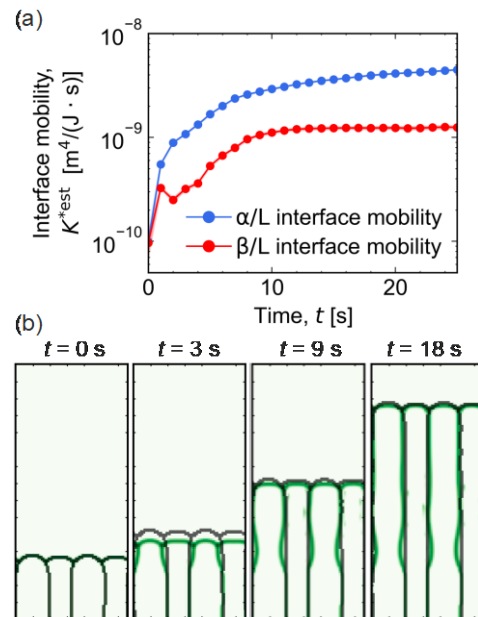 (a)
10⁻⁸
10⁻⁹
10⁻¹⁰
Interface mobility,
K*est [m⁴/(J · s)]
α/L interface mobility
β/L interface mobility
0 10 20
Time, t [s]
(b)
t = 0 s t = 3 s t = 9 s t = 18 s